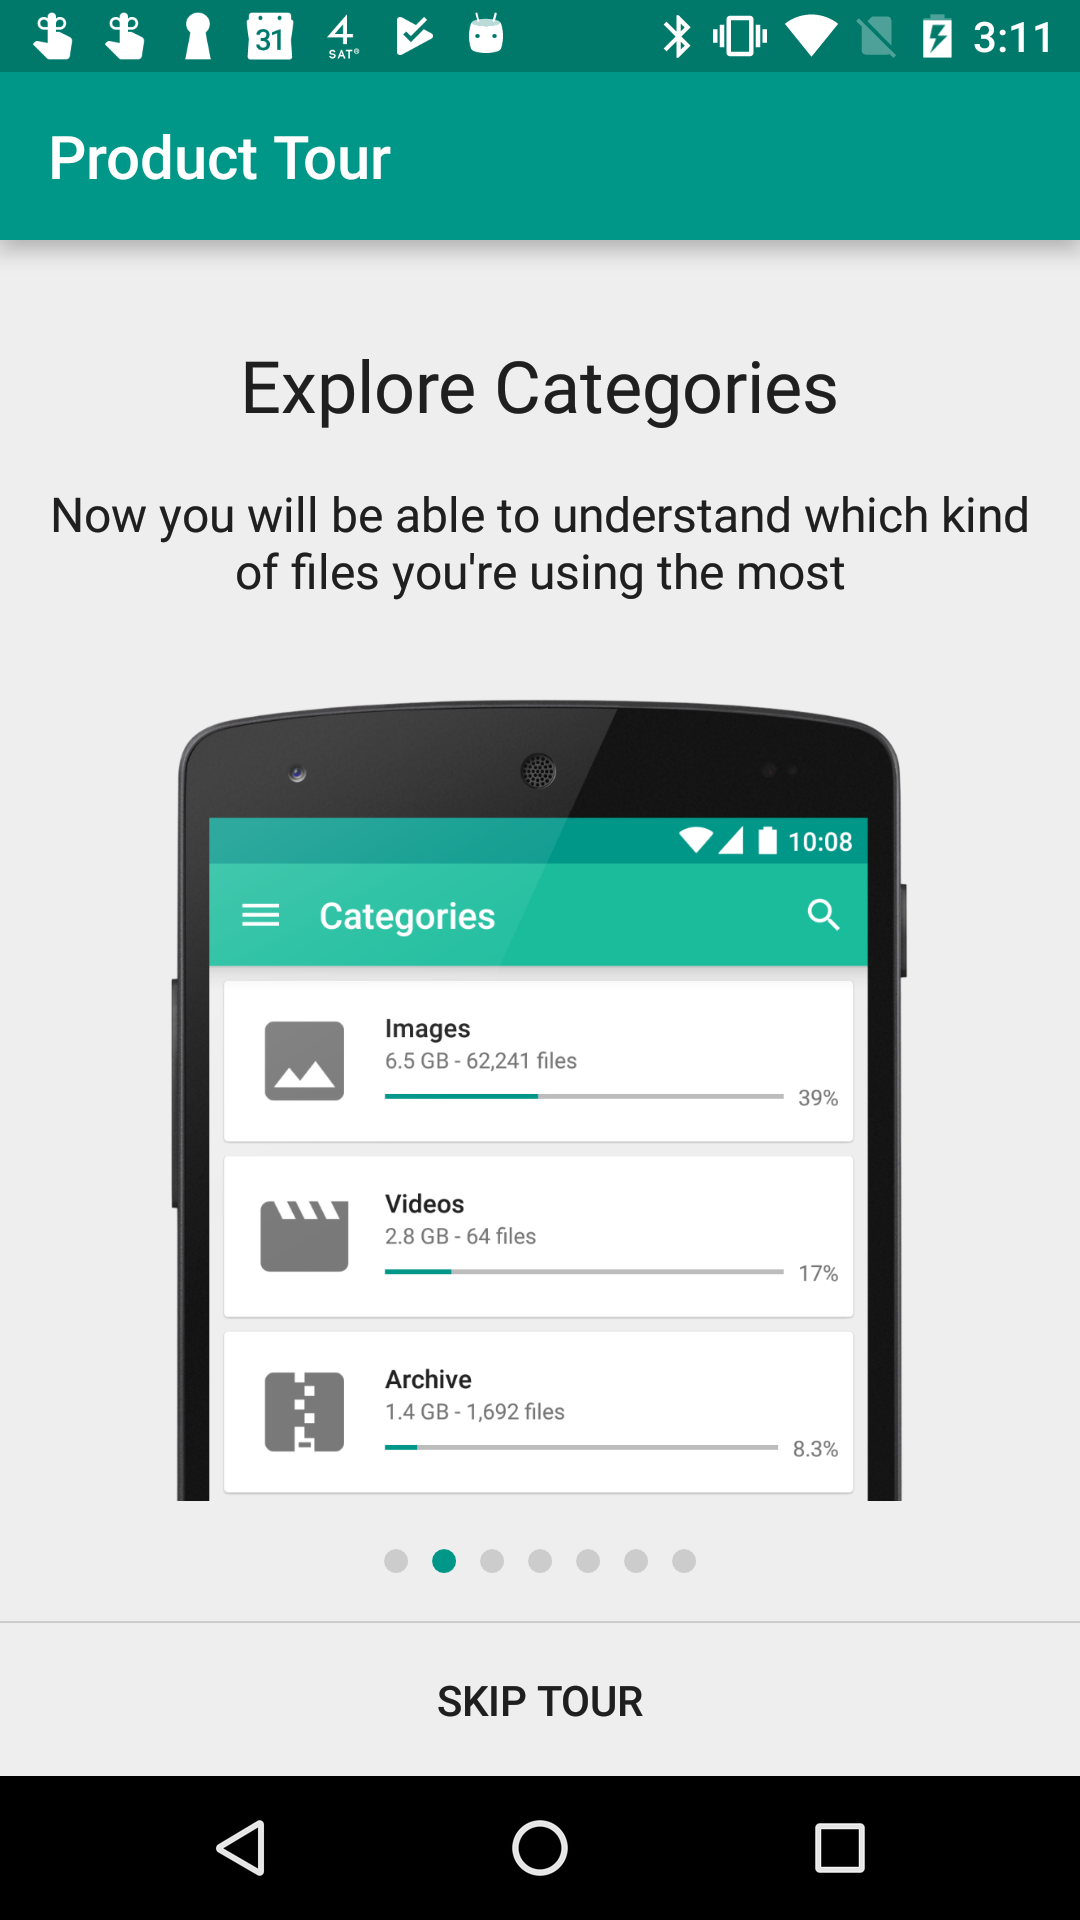 31
4
SAT®
3:11
Product Tour
Explore Categories
Now you will be able to understand which kind
of files you're using the most
10:08
Categories
Images
6.5 GB - 62,241 files
39%
Videos
2.8 GB - 64 files
17%
Archive
1.4 GB - 1,692 files
8.3%
SKIP TOUR